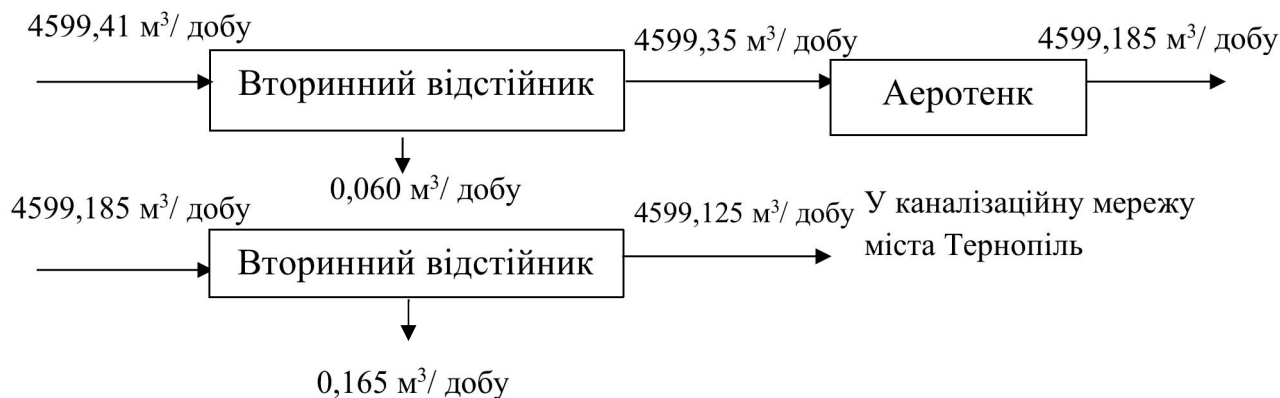 4599,41 м³/ добу
4599,35 м³/ добу
4599,185 м³/ добу
Вторинний відстійник
Аеротенк
0,060 м³/ добу
4599,185 м³/ добу
4599,125 м³/ добу
У каналізаційну мережу
міста Тернопіль
Вторинний відстійник
0,165 м³/ добу